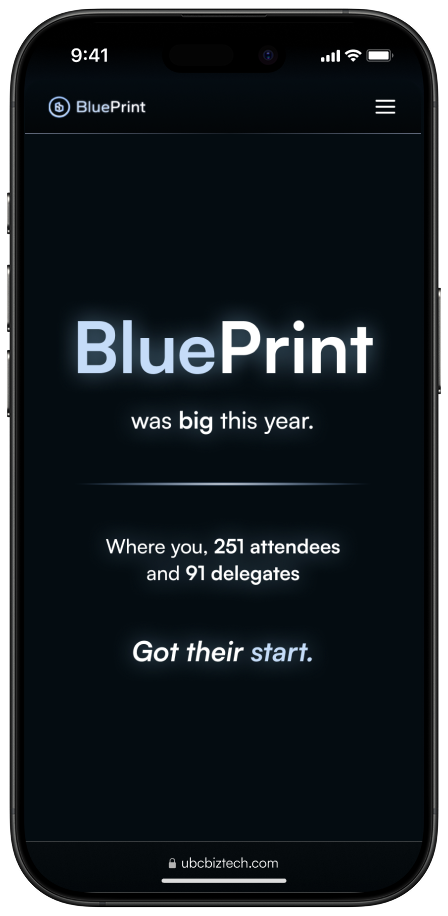 9:41
BluePrint
BluePrint
was big this year.
Where you, 251 attendees
and 91 delegates
Got their start.
ubcbiztech.com